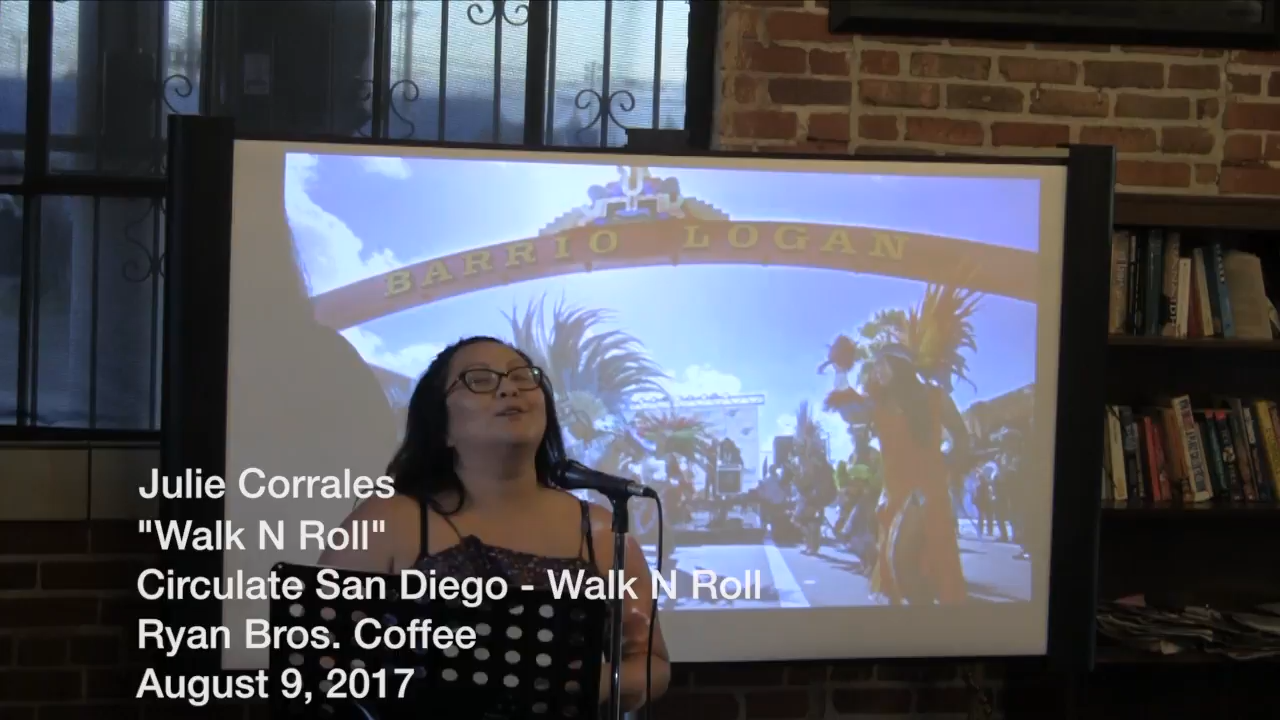 BARRIO LOGAN
Julie Corrales
"Walk N Roll"
Circulate San Diego - Walk N Roll
Ryan Bros. Coffee
August 9, 2017